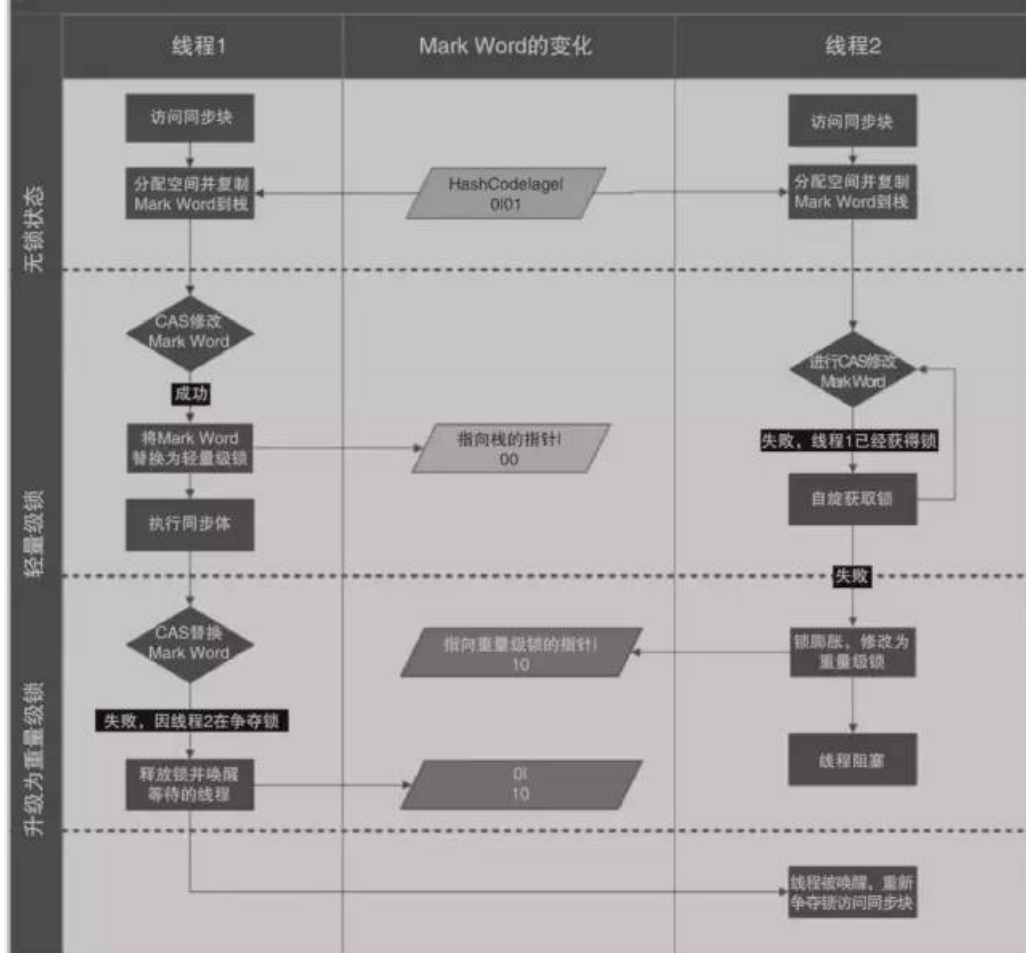 线程1
Mark Word的变化
线程2
无锁状态
访问同步块
访问同步块
分配空间并复制
Mark Word到栈
HashCodelagel
0l01
分配空间并复制
Mark Word到栈
轻量级锁
CAS修改
Mark Word
进行CAS修改
MarkWord
成功
失败，线程1已经获得锁
将Mark Word
替换为轻量级锁
指向栈的指针l
00
自旋获取锁
执行同步体
失败
升级为重量级锁
CAS替换
Mark Word
指向重量级锁的指针l
10
锁膨胀，修改为
重量级锁
失败，因线程2在争夺锁
线程阻塞
释放锁并唤醒
等待的线程
0l
10
线程被唤醒，重新
争夺锁访问同步块